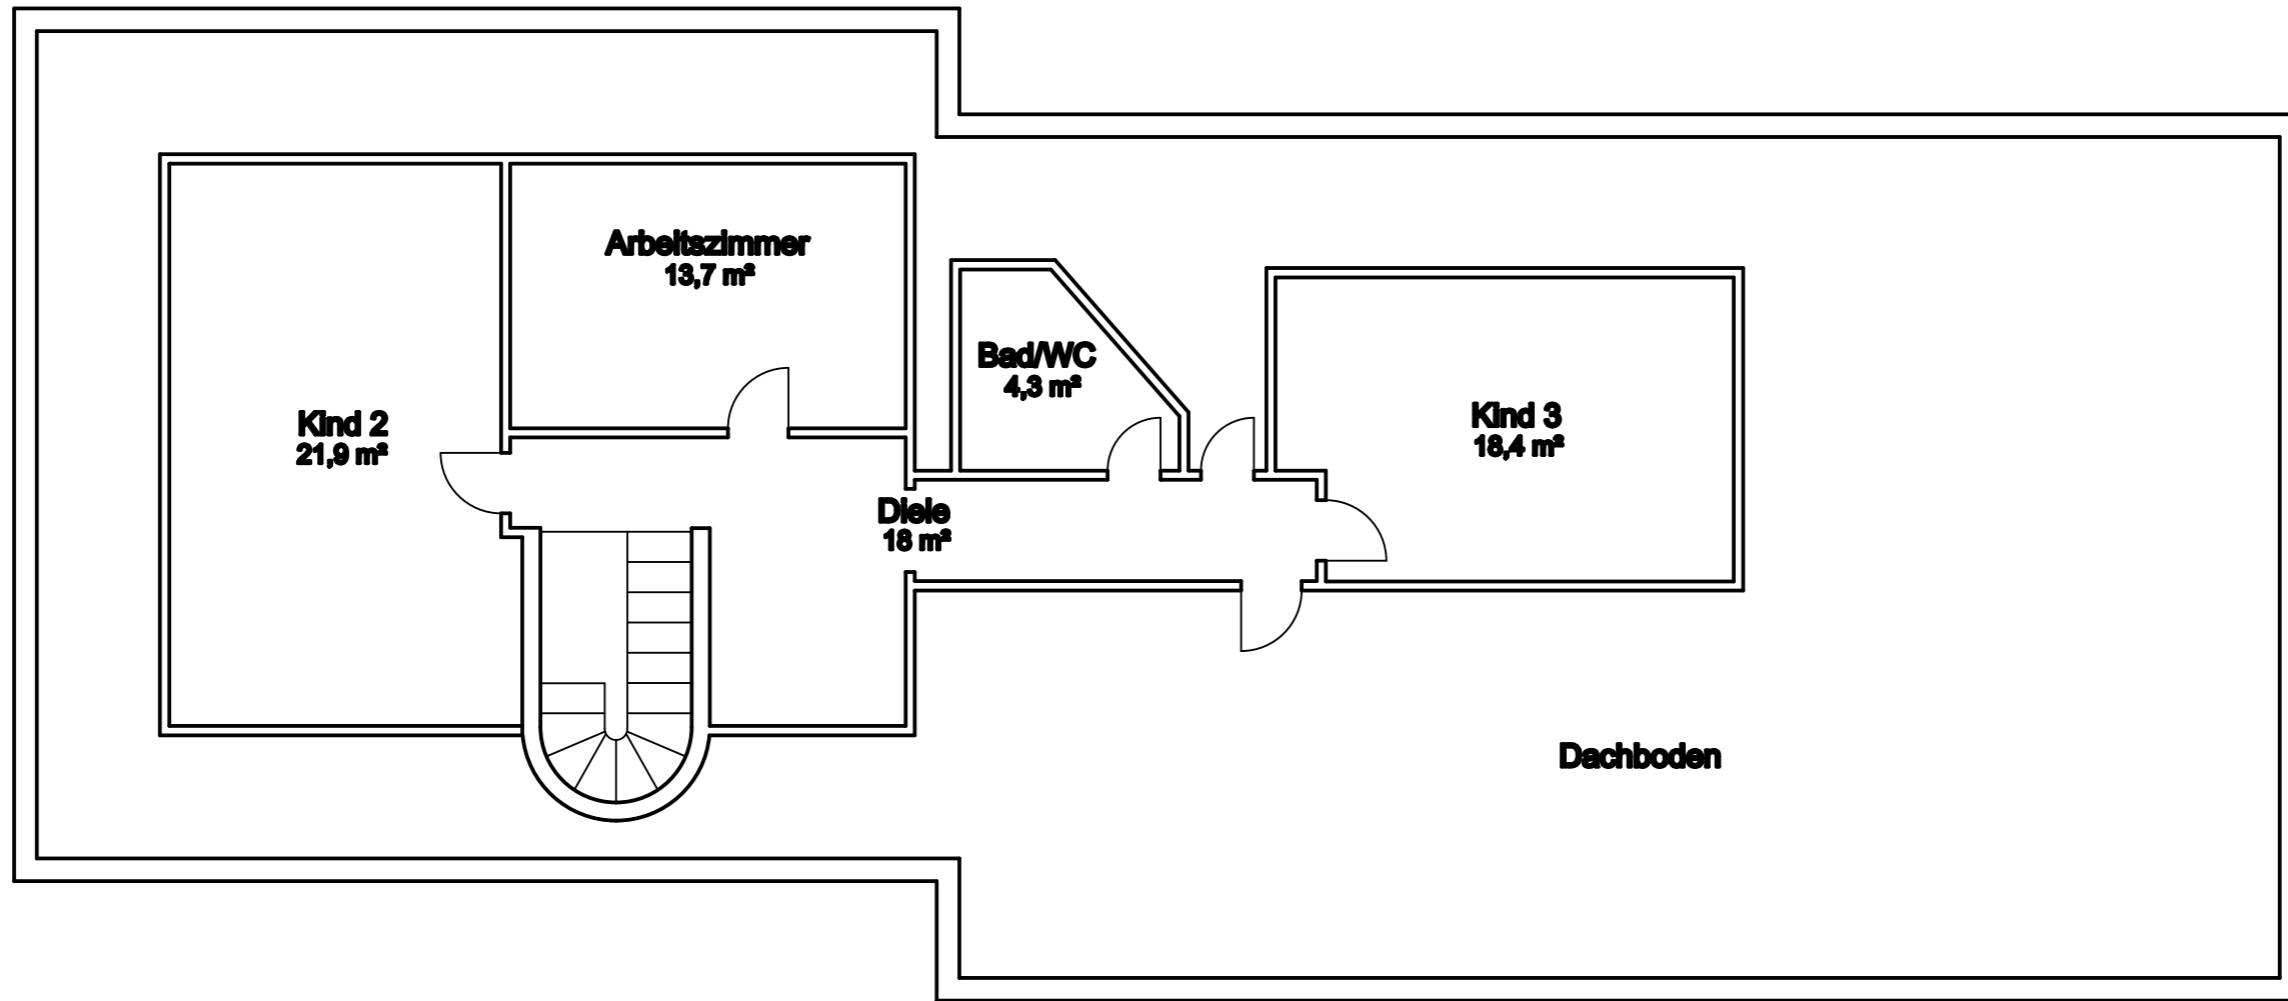 Arbeitszimmer
13,7 m²
Bad/WC
4,3 m²
Kind 2
21,9 m²
Kind 3
18,4 m²
Diele
18 m²
Dachboden